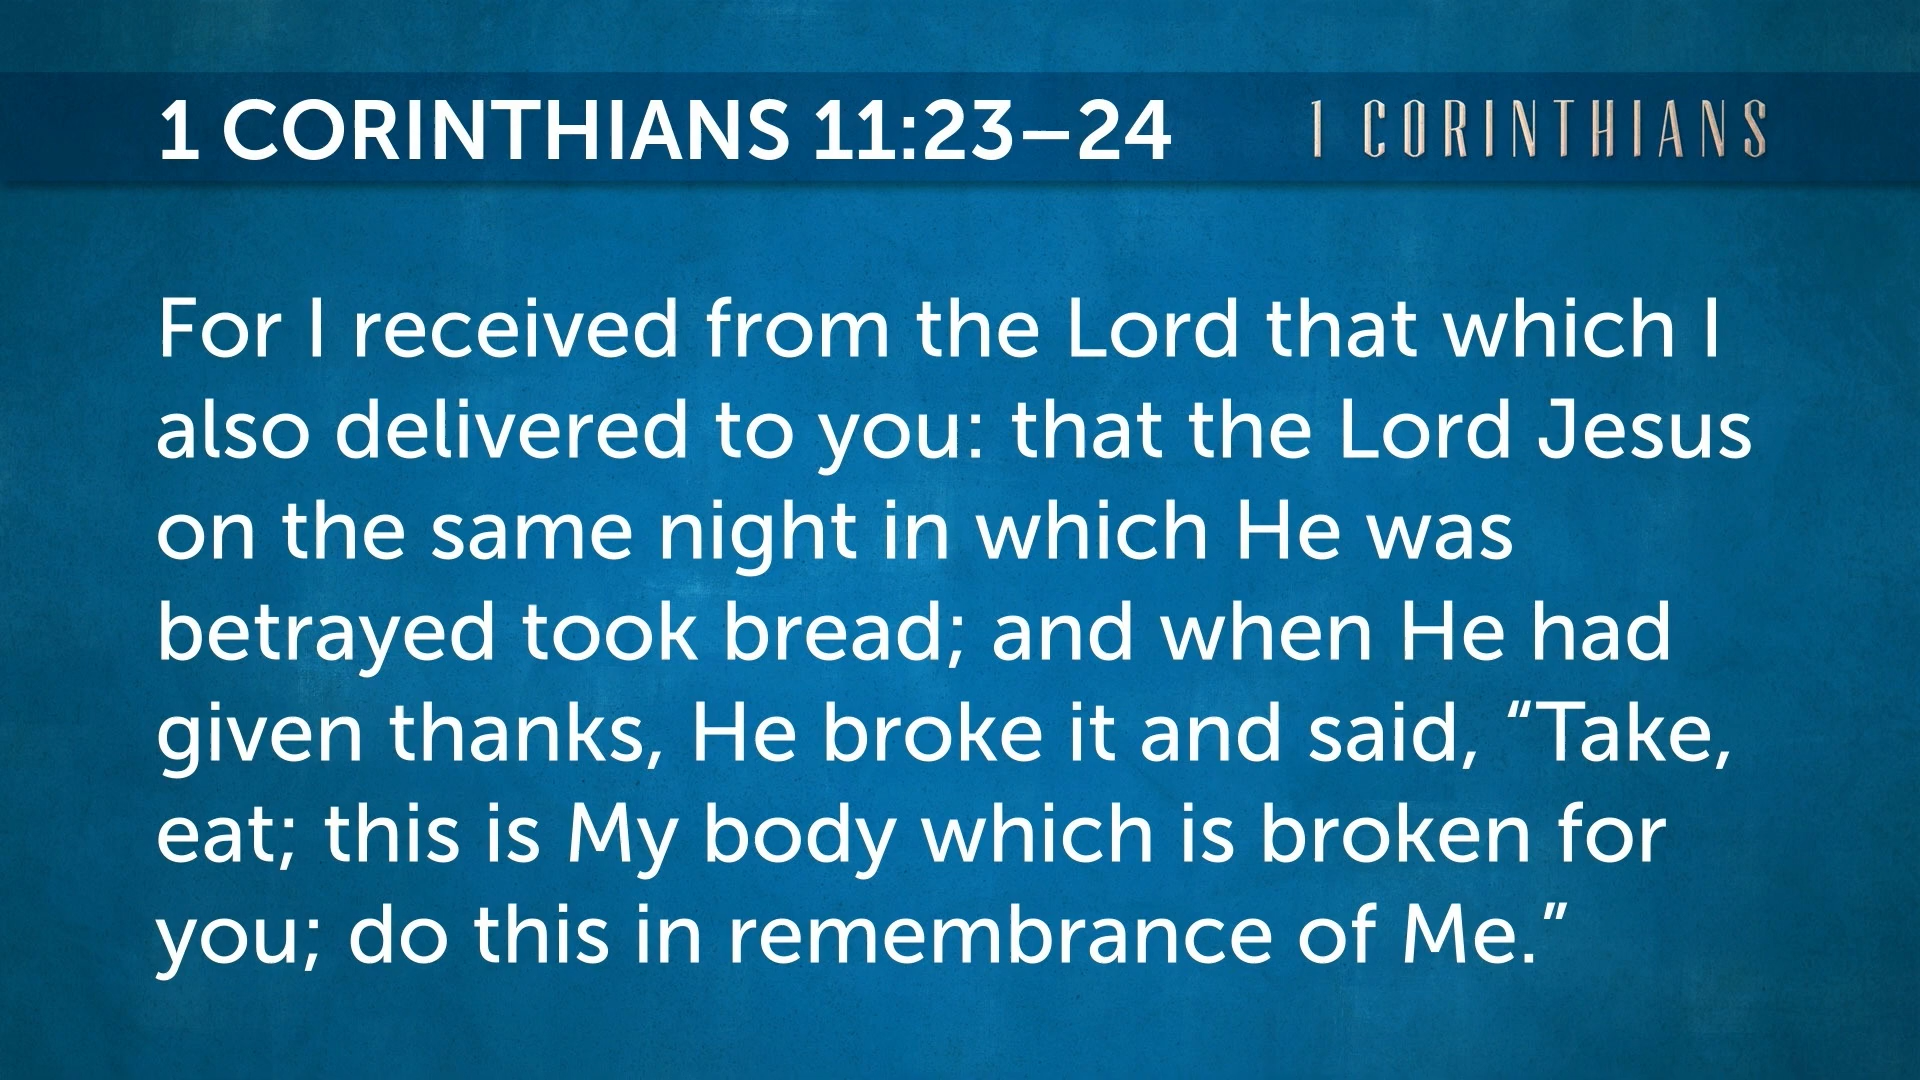 1 CORINTHIANS 11:23–24
1 CORINTHIANS
For I received from the Lord that which I
also delivered to you: that the Lord Jesus
on the same night in which He was
betrayed took bread; and when He had
given thanks, He broke it and said, “Take,
eat; this is My body which is broken for
you; do this in remembrance of Me.”